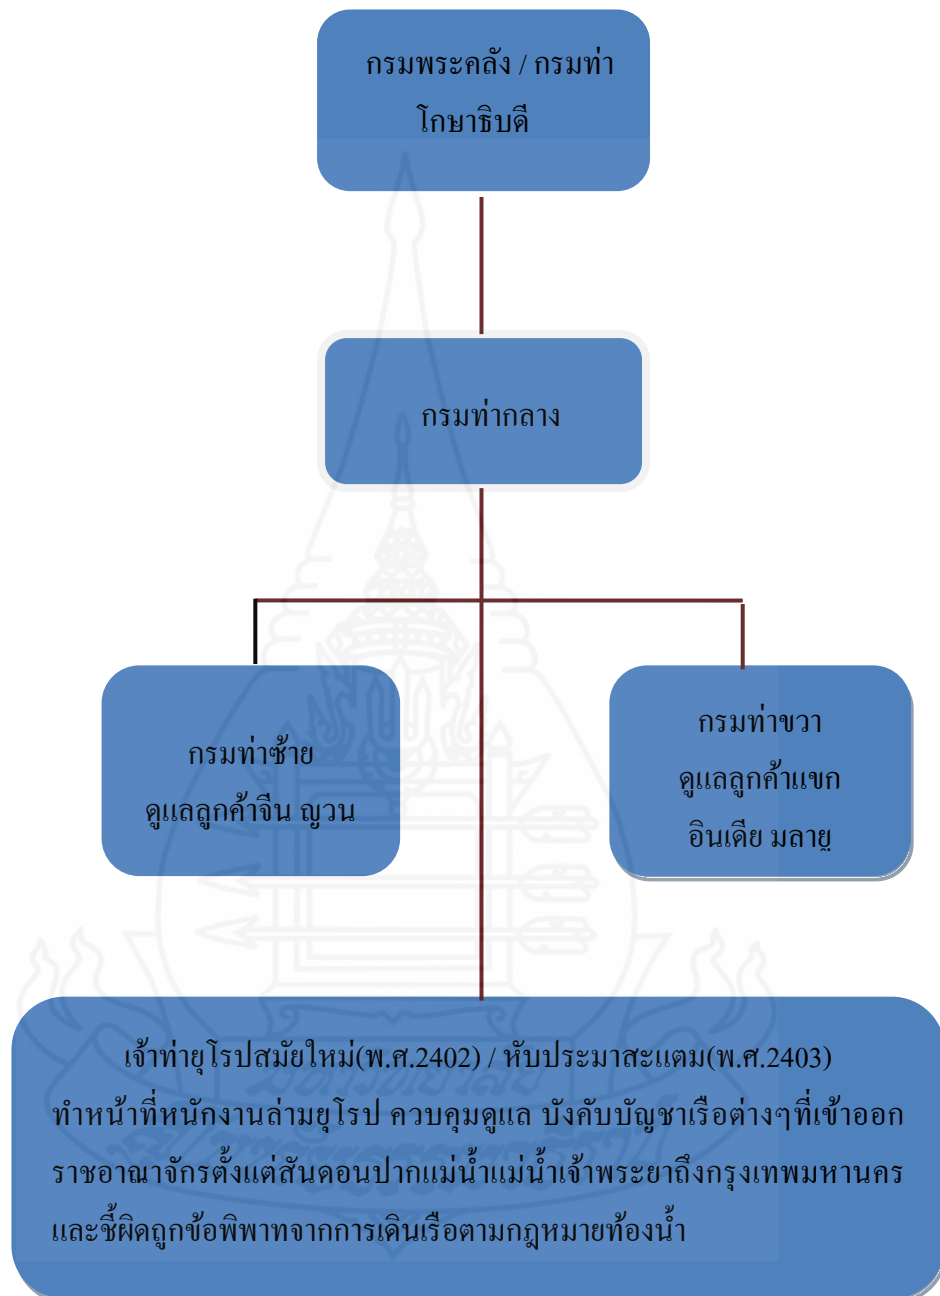 กรมพระคลัง / กรมท่า
โกษาธิบดี
กรมท่ากลาง
กรมท่าซ้าย
ดูแลลูกค้าจีน ญวน
กรมท่าขวา
ดูแลลูกค้าแขก
อินเดีย มลายู
เจ้าท่ายุโรปสมัยใหม่(พ.ศ.2402) / หับประมาสะแตม(พ.ศ.2403)
ทำหน้าที่หนักงานล่ามยุโรป ควบคุมดูแล บังคับบัญชาเรือต่างๆที่เข้าออก
ราชอาณาจักรตั้งแต่สันดอนปากแม่น้ำแม่น้ำเจ้าพระยาถึงกรุงเทพมหานคร
และชี้ผิดถูกข้อพิพาทจากการเดินเรือตามกฎหมายท้องน้ำ